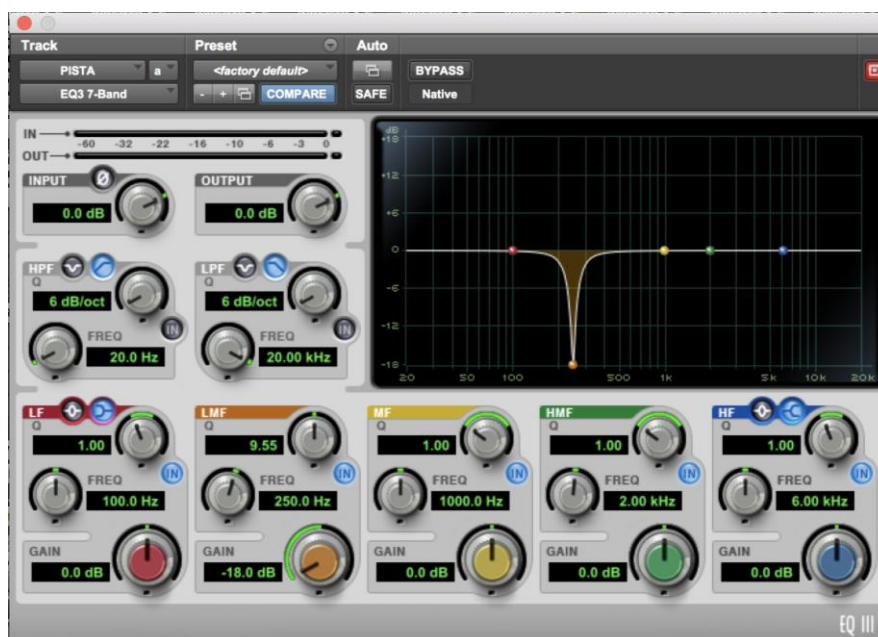 Track Preset Auto
PISTA a <factory default> BYPASS
EQ3 7-Band - + COMPARE SAFE Native
IN -60 -32 -22 -16 -10 -6 -3 0
OUT
INPUT Ø OUTPUT
0.0 dB 0.0 dB
HPF LPF
Q Q
6 dB/oct 6 dB/oct
IN IN
FREQ FREQ
20.0 Hz 20.00 kHz
dB
+18
+12
+6
0
-6
-12
-18
20 50 100 500 1k 5k 10k 20k
LF LMF MF HMF HF
Q Q Q Q Q
1.00 9.55 1.00 1.00 1.00
IN IN IN IN IN
FREQ FREQ FREQ FREQ FREQ
100.0 Hz 250.0 Hz 1000.0 Hz 2.00 kHz 6.00 kHz
GAIN GAIN GAIN GAIN GAIN
0.0 dB -18.0 dB 0.0 dB 0.0 dB 0.0 dB
EQ III